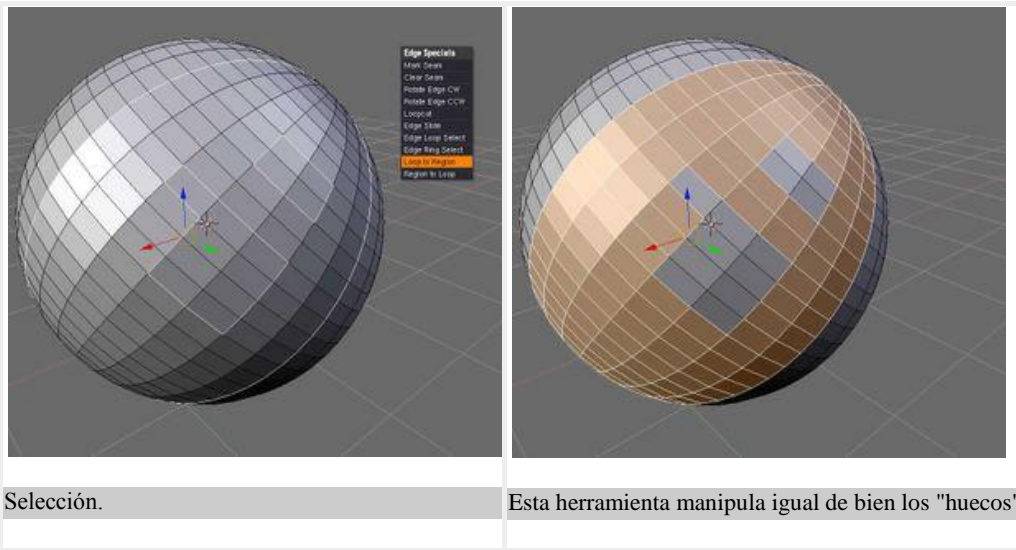 Edge Specials
Mark Seam
Clear Seam
Rotate Edge CW
Rotate Edge CCW
Loopcut
Edge Slide
Edge Loop Select
Edge Ring Select
Loop to Region
Region to Loop
Selección.
Esta herramienta manipula igual de bien los "huecos"